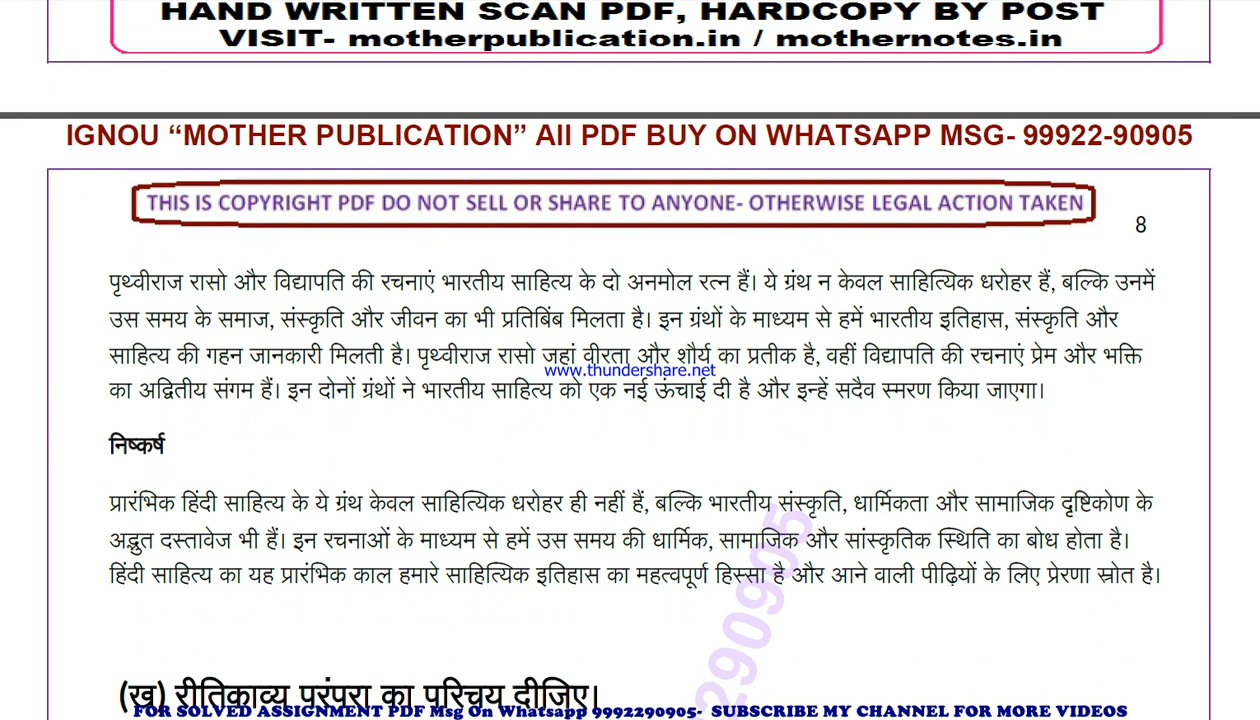 HAND WRITTEN SCAN PDF, HARDCOPY BY POST
VISIT- motherpublication.in / mothernotes.in
IGNOU “MOTHER PUBLICATION” All PDF BUY ON WHATSAPP MSG- 99922-90905
THIS IS COPYRIGHT PDF DO NOT SELL OR SHARE TO ANYONE- OTHERWISE LEGAL ACTION TAKEN
8
पृथ्वीराज रासो और विद्यापति की रचनाएं भारतीय साहित्य के दो अनमोल रत्न हैं। ये ग्रंथ न केवल साहित्यिक धरोहर हैं, बल्कि उनमें
उस समय के समाज, संस्कृति और जीवन का भी प्रतिबिंब मिलता है। इन ग्रंथों के माध्यम से हमें भारतीय इतिहास, संस्कृति और
साहित्य की गहन जानकारी मिलती है। पृथ्वीराज रासो जहां वीरता और शौर्य का प्रतीक है, वहीं विद्यापति की रचनाएं प्रेम और भक्ति
www.thundershare.net
का अद्वितीय संगम हैं। इन दोनों ग्रंथों ने भारतीय साहित्य को एक नई ऊंचाई दी है और इन्हें सदैव स्मरण किया जाएगा।
निष्कर्ष
प्रारंभिक हिंदी साहित्य के ये ग्रंथ केवल साहित्यिक धरोहर ही नहीं हैं, बल्कि भारतीय संस्कृति, धार्मिकता और सामाजिक दृष्टिकोण के
अद्भुत दस्तावेज भी हैं। इन रचनाओं के माध्यम से हमें उस समय की धार्मिक, सामाजिक और सांस्कृतिक स्थिति का बोध होता है।
हिंदी साहित्य का यह प्रारंभिक काल हमारे साहित्यिक इतिहास का महत्वपूर्ण हिस्सा है और आने वाली पीढ़ियों के लिए प्रेरणा स्रोत है।
290905
(ख) रीतिकाव्य परंपरा का परिचय दीजिए।
FOR SOLVED ASSIGNMENT PDF Msg On Whatsapp 9992290905- SUBSCRIBE MY CHANNEL FOR MORE VIDEOS